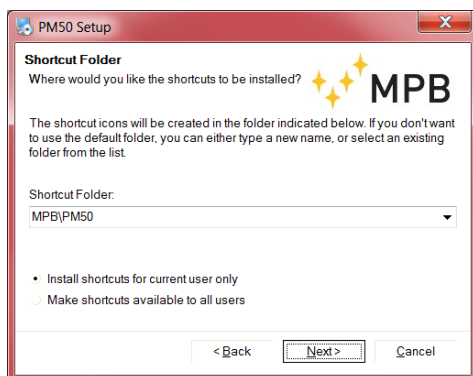 PM50 Setup
Shortcut Folder
Where would you like the shortcuts to be installed?
MPB
The shortcut icons will be created in the folder indicated below. If you don't want
to use the default folder, you can either type a new name, or select an existing
folder from the list.
Shortcut Folder:
MPB\PM50
Install shortcuts for current user only
Make shortcuts available to all users
< Back Next > Cancel